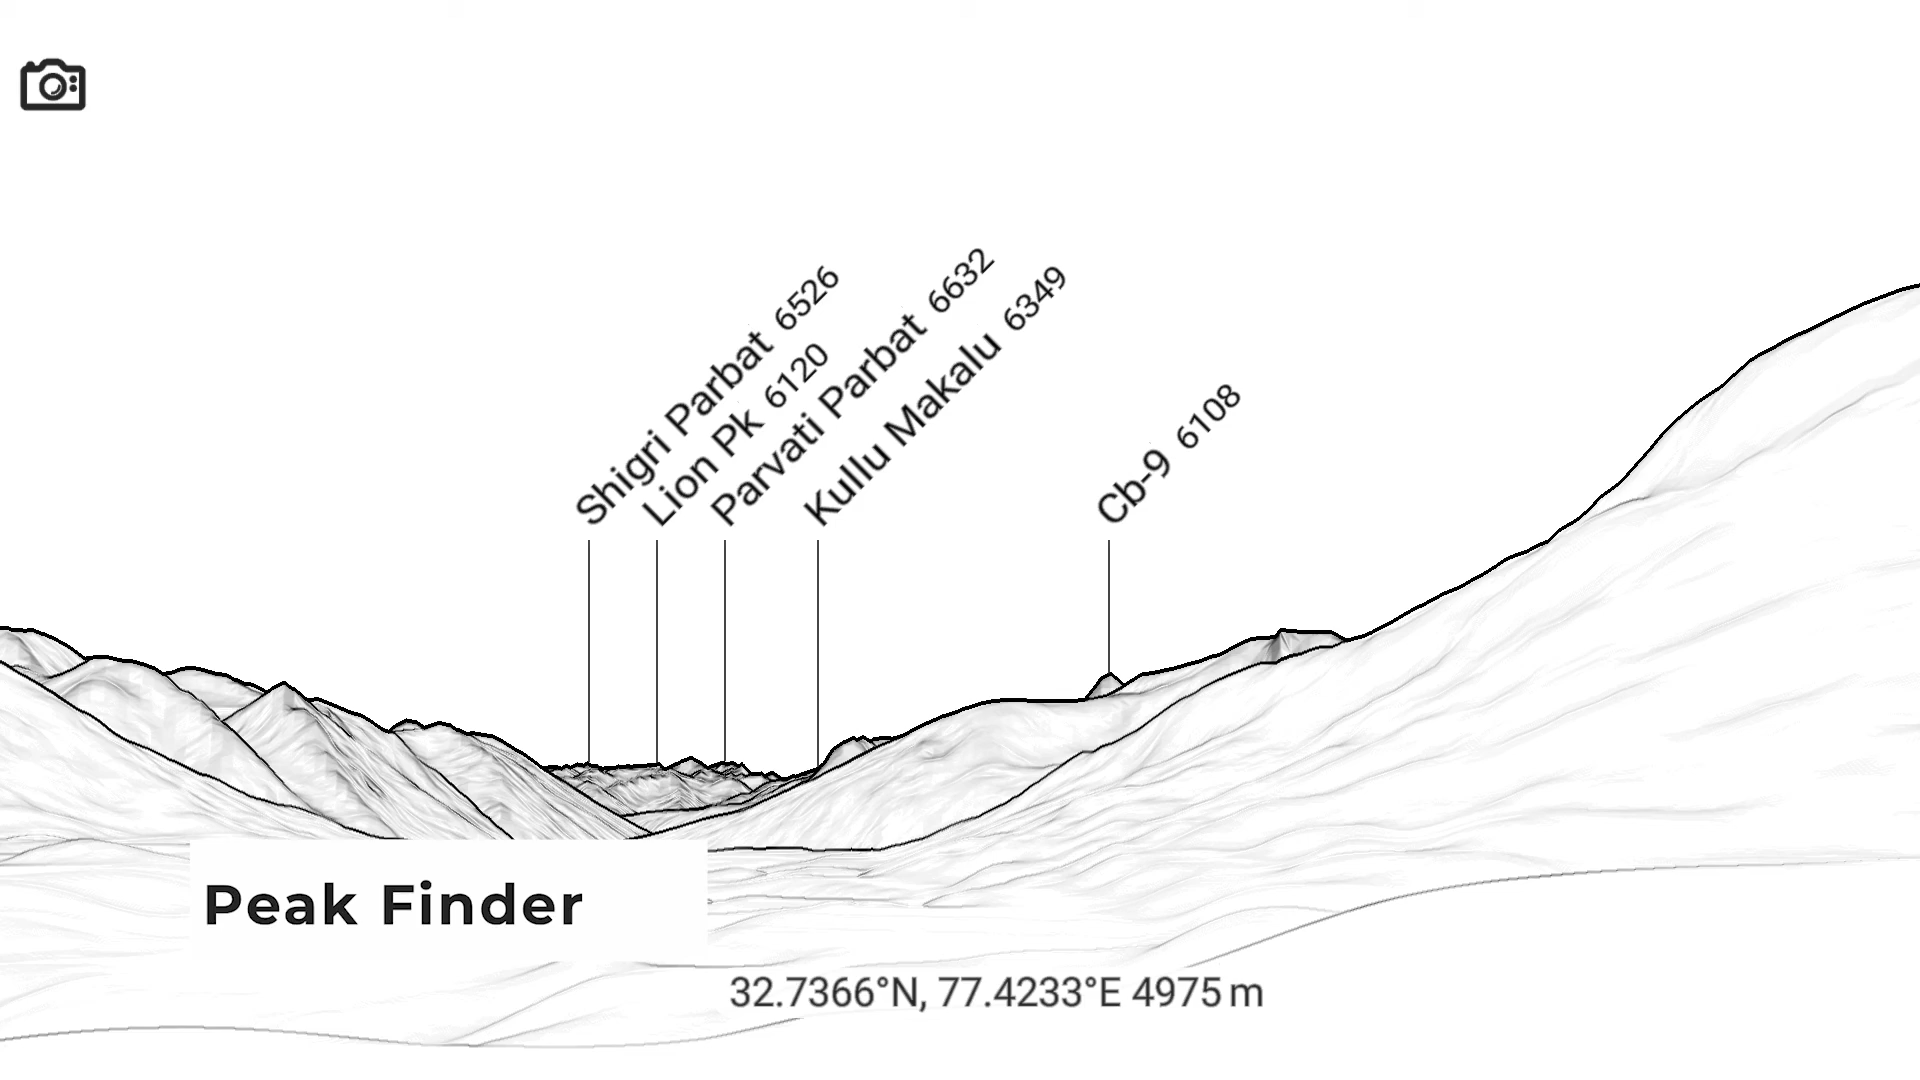 Shigri Parbat 6526
Lion Pk 6120
Parvati Parbat 6632
Kullu Makalu 6349
Cb-9 6108
Peak Finder
32.7366°N, 77.4233°E 4975 m